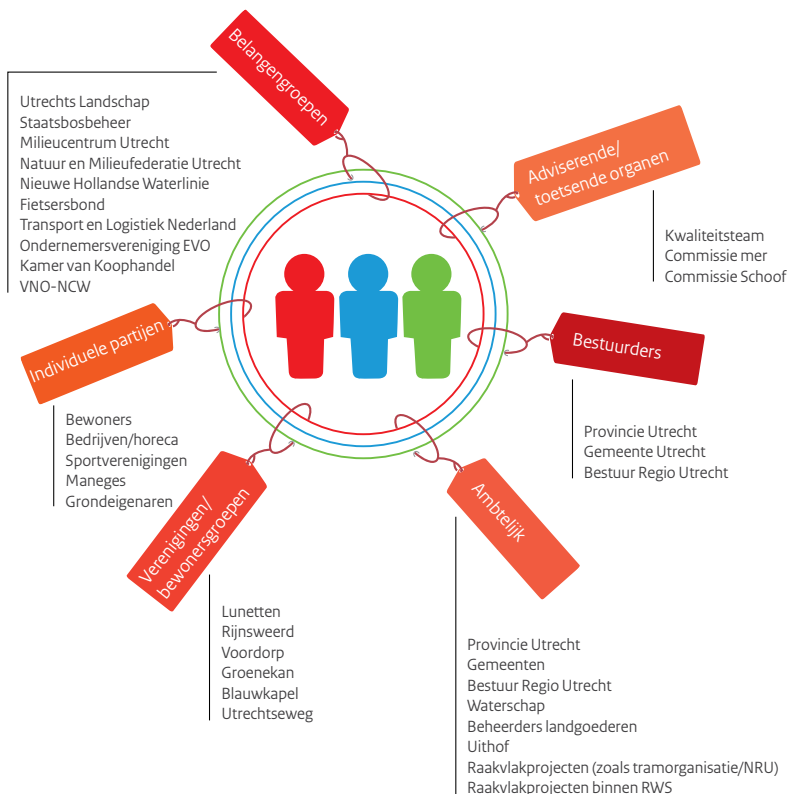 Belangengroepen
Utrechts Landschap
Staatsbosbeheer
Milieucentrum Utrecht
Natuur en Milieufederatie Utrecht
Nieuwe Hollandse Waterlinie
Fietsersbond
Transport en Logistiek Nederland
Ondernemersvereniging EVO
Kamer van Koophandel
VNO-NCW
Adviserende/
toetsende organen
Kwaliteitsteam
Commissie mer
Commissie Schoof
Bestuurders
Provincie Utrecht
Gemeente Utrecht
Bestuur Regio Utrecht
Individuele partijen
Bewoners
Bedrijven/horeca
Sportverenigingen
Maneges
Grondeigenaren
Verenigingen/
bewonersgroepen
Lunetten
Rijnsweerd
Voordorp
Groenekan
Blauwkapel
Utrechtseweg
Ambtelijk
Provincie Utrecht
Gemeenten
Bestuur Regio Utrecht
Waterschap
Beheerders landgoederen
Uithof
Raakvlakprojecten (zoals tramorganisatie/NRU)
Raakvlakprojecten binnen RWS